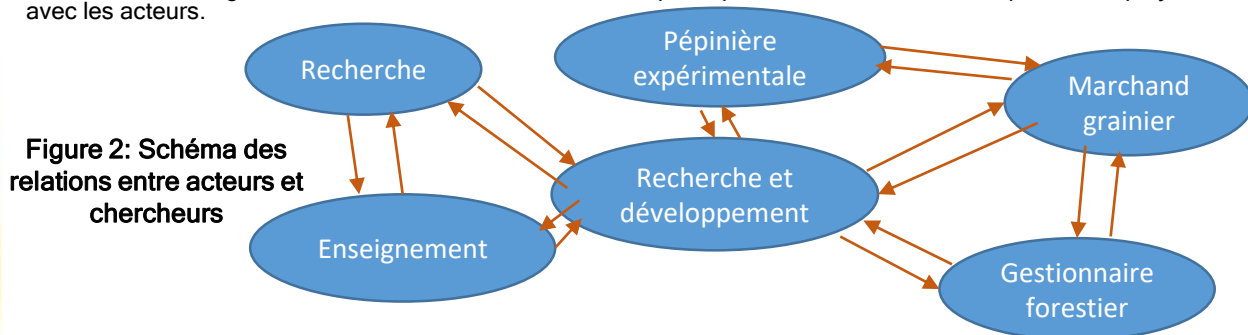 avec les acteurs.
Pépinière
expérimentale
Recherche
Marchand
grainier
Figure 2: Schéma des
relations entre acteurs et
chercheurs
Recherche et
développement
Enseignement
Gestionnaire
forestier